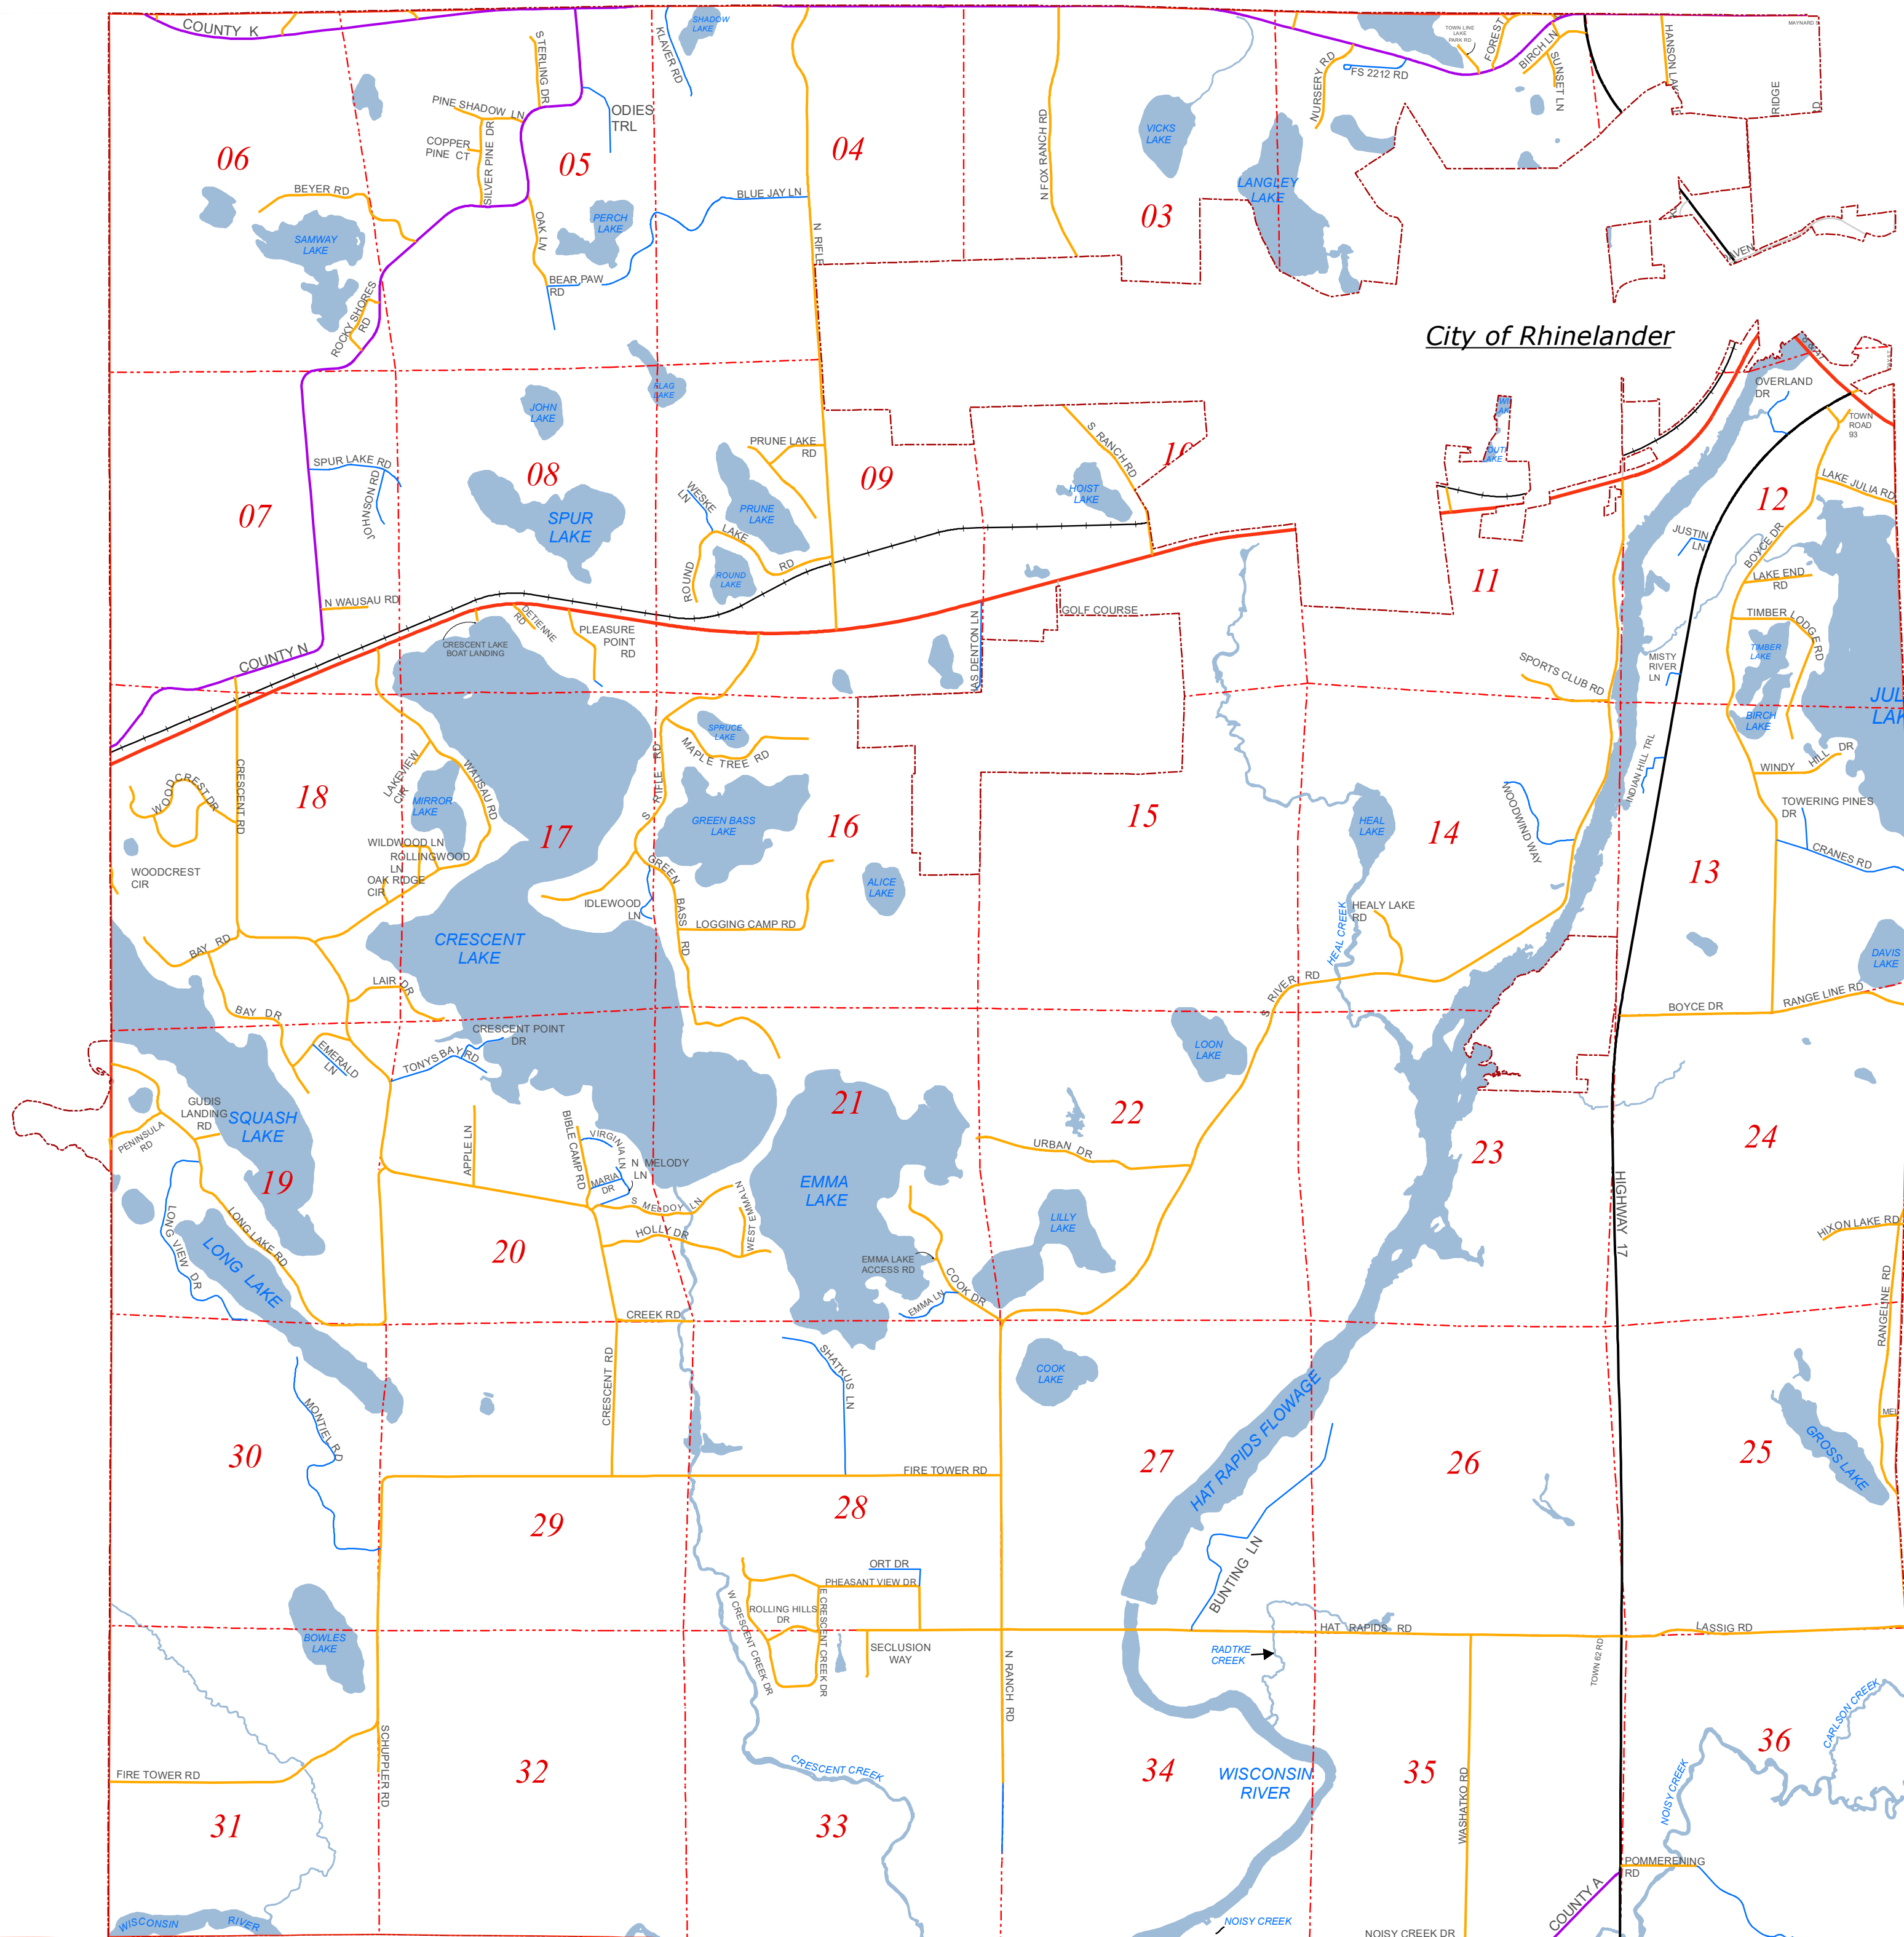 COUNTY K
SHADOW
LAKE
KLAVER RD
STERLING DR
PINE SHADOW LN
COPPER
PINE CT
SILVER PINE DR
ODIES
TRL
06
05
04
03
BEYER RD
SAMWAY
LAKE
ROCKY SHORES
RD
OAK LN
PERCH
LAKE
BEAR PAW
RD
BLUE JAY LN
N RIFLE
N FOX RANCH RD
VICKS
LAKE
LANGLEY
LAKE
NURSERY RD
FS 2212 RD
TOWN LINE
LAKE
PARK RD
FOREST
BIRCH LN
SUNSET LN
HANSON LA
MAYNARD
RIDGE
City of Rhinelander
JOHN
LAKE
FLAG
LAKE
SPUR LAKE RD
JOHNSON RD
07
08
09
SPUR
LAKE
PRUNE LAKE
RD
WESKE
LN
PRUNE
LAKE
ROUND LAKE RD
ROUND
LAKE
S RANCH RD
HOIST
LAKE
OVERLAND
DR
TOWN
ROAD
93
12
LAKE JULIA RD
JUSTIN
LN
BOYCE DR
LAKE END
RD
TIMBER LODGE RD
TIMBER
LAKE
BIRCH
LAKE
11
SPORTS CLUB RD
MISTY
RIVER
LN
JUL
LAK
N WAUSAU RD
COUNTY N
CRESCENT LAKE
BOAT LANDING
DETIENNE
RD
PLEASURE
POINT
RD
AS DENTON LN
GOLF COURSE
WOODCREST DR
CRESCENT RD
WOODCREST
CIR
18
LAKEVIEW
CIR
MIRROR
LAKE
WAUSAU RD
WILDWOOD LN
ROLLINGWOOD
LN
OAK RIDGE
CIR
17
S RIFLE RD
SPRUCE
LAKE
MAPLE TREE RD
GREEN BASS
LAKE
16
GREEN BASS RD
IDLEWOOD
LN
LOGGING CAMP RD
ALICE
LAKE
15
HEAL
LAKE
HEAL CREEK
HEALY LAKE
RD
14
WOODWIND WAY
INDIAN HILL TRL
WINDY HILL DR
TOWERING PINES
DR
CRANES RD
13
DAVIS
LAKE
BAY RD
BAY DR
LAIR DR
CRESCENT
LAKE
CRESCENT POINT
DR
EMERALD
LN
TONYS BAY RD
S RIVER RD
BOYCE DR
RANGE LINE RD
LOON
LAKE
GUDIS
LANDING
RD
SQUASH
LAKE
PENINSULA
RD
19
LONG VIEW DR
LONG LAKE RD
LONG LAKE
APPLE LN
BIBLE CAMP RD
VIRGINIA LN
MARIA
DR
N MELODY
LN
S MELDOY LN
HOLLY DR
WEST EMMA LN
20
21
EMMA
LAKE
EMMA LAKE
ACCESS RD
COOK DR
EMMA LN
22
URBAN DR
LILLY
LAKE
23
24
HIGHWAY 17
HIXON LAKE RD
RANGELINE RD
CREEK RD
CRESCENT RD
SHATKUS LN
COOK
LAKE
MONTIEL RD
30
29
28
FIRE TOWER RD
27
HAT RAPIDS FLOWAGE
26
25
GROSS LAKE
MEL
BUNTING LN
ORT DR
PHEASANT VIEW DR
ROLLING HILLS
DR
W CRESCENT CREEK DR
E CRESCENT CREEK DR
SECLUSION
WAY
BOWLES
LAKE
RADTKE
CREEK
HAT RAPIDS RD
LASSIG RD
TOWN 62 RD
N RANCH RD
FIRE TOWER RD
SCHUPPLER RD
31
32
33
34
35
36
CRESCENT CREEK
WISCONSIN
RIVER
WASHATKO RD
NOISY CREEK
CARLSON CREEK
POMMERENING
RD
COUNTY A
WISCONSIN RIVER
NOISY CREEK
NOISY CREEK DR